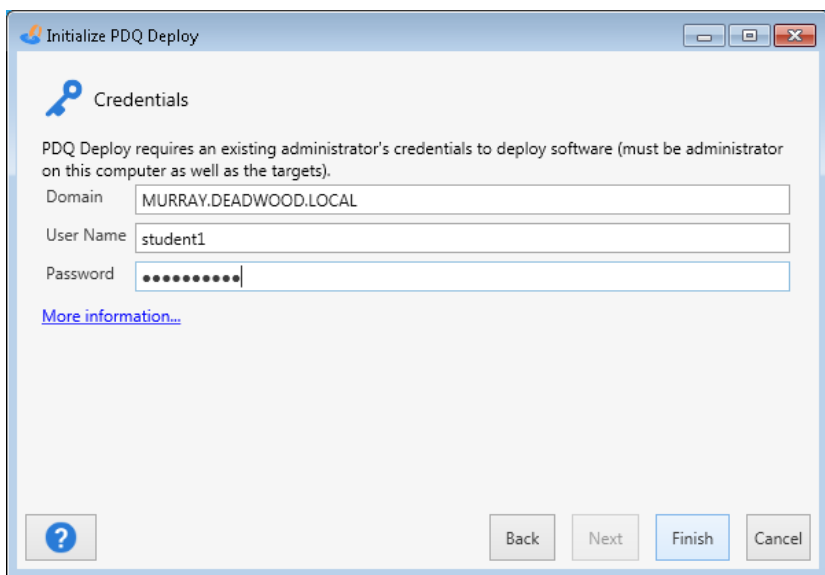 Initialize PDQ Deploy
Credentials
PDQ Deploy requires an existing administrator's credentials to deploy software (must be administrator
on this computer as well as the targets).
Domain MURRAY.DEADWOOD.LOCAL
User Name student1
Password ●●●●●●●●●●
More information...
? Back Next Finish Cancel